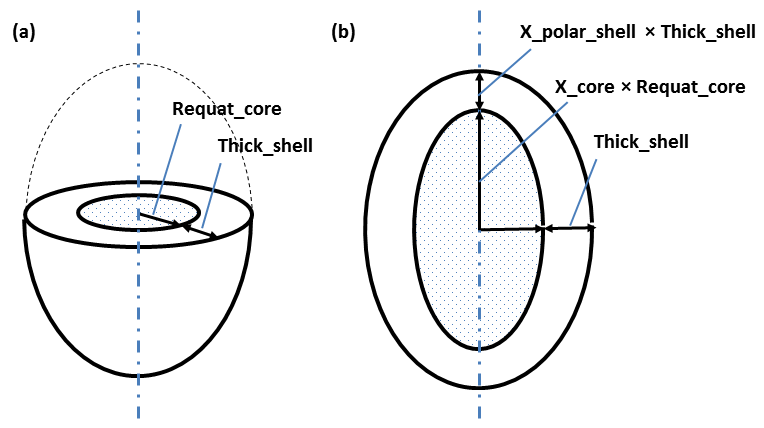 (a)
Requat_core
Thick_shell
(b)
X_polar_shell × Thick_shell
X_core × Requat_core
Thick_shell